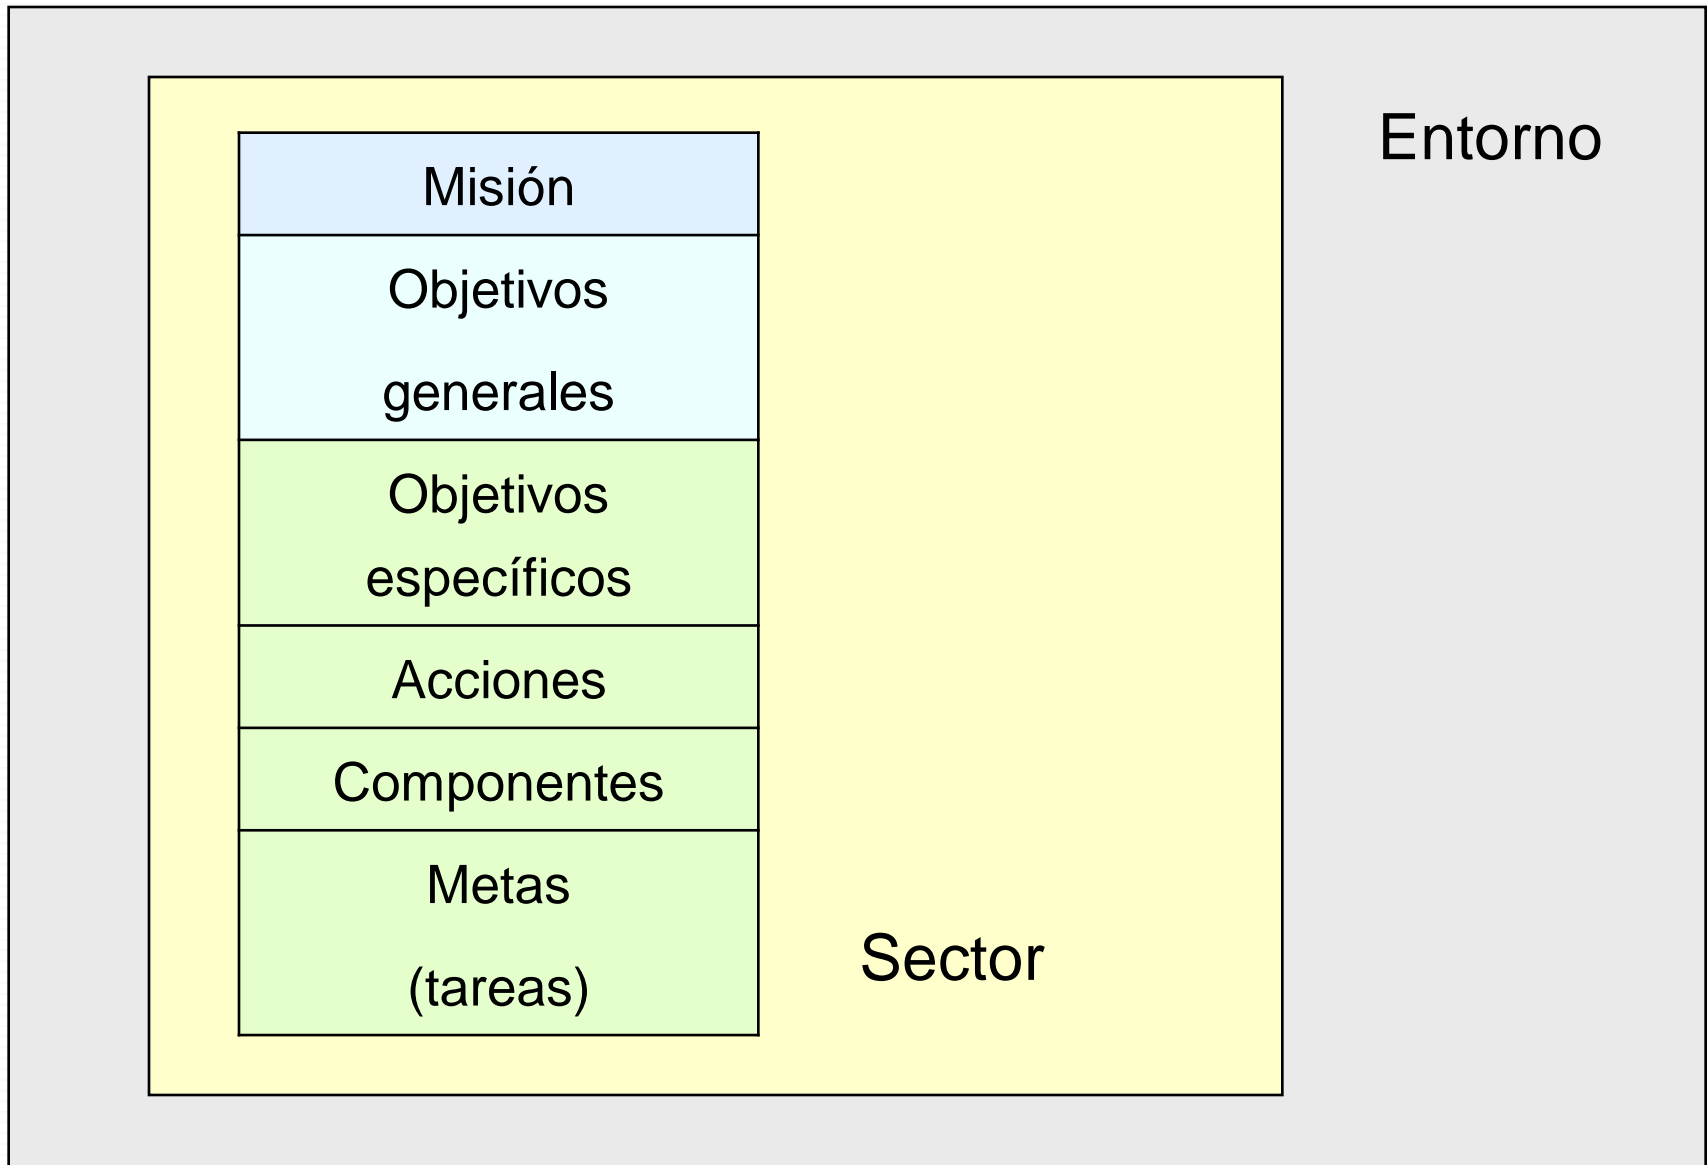 Entorno
Misión
Objetivos
generales
Objetivos
específicos
Acciones
Componentes
Metas
(tareas)
Sector